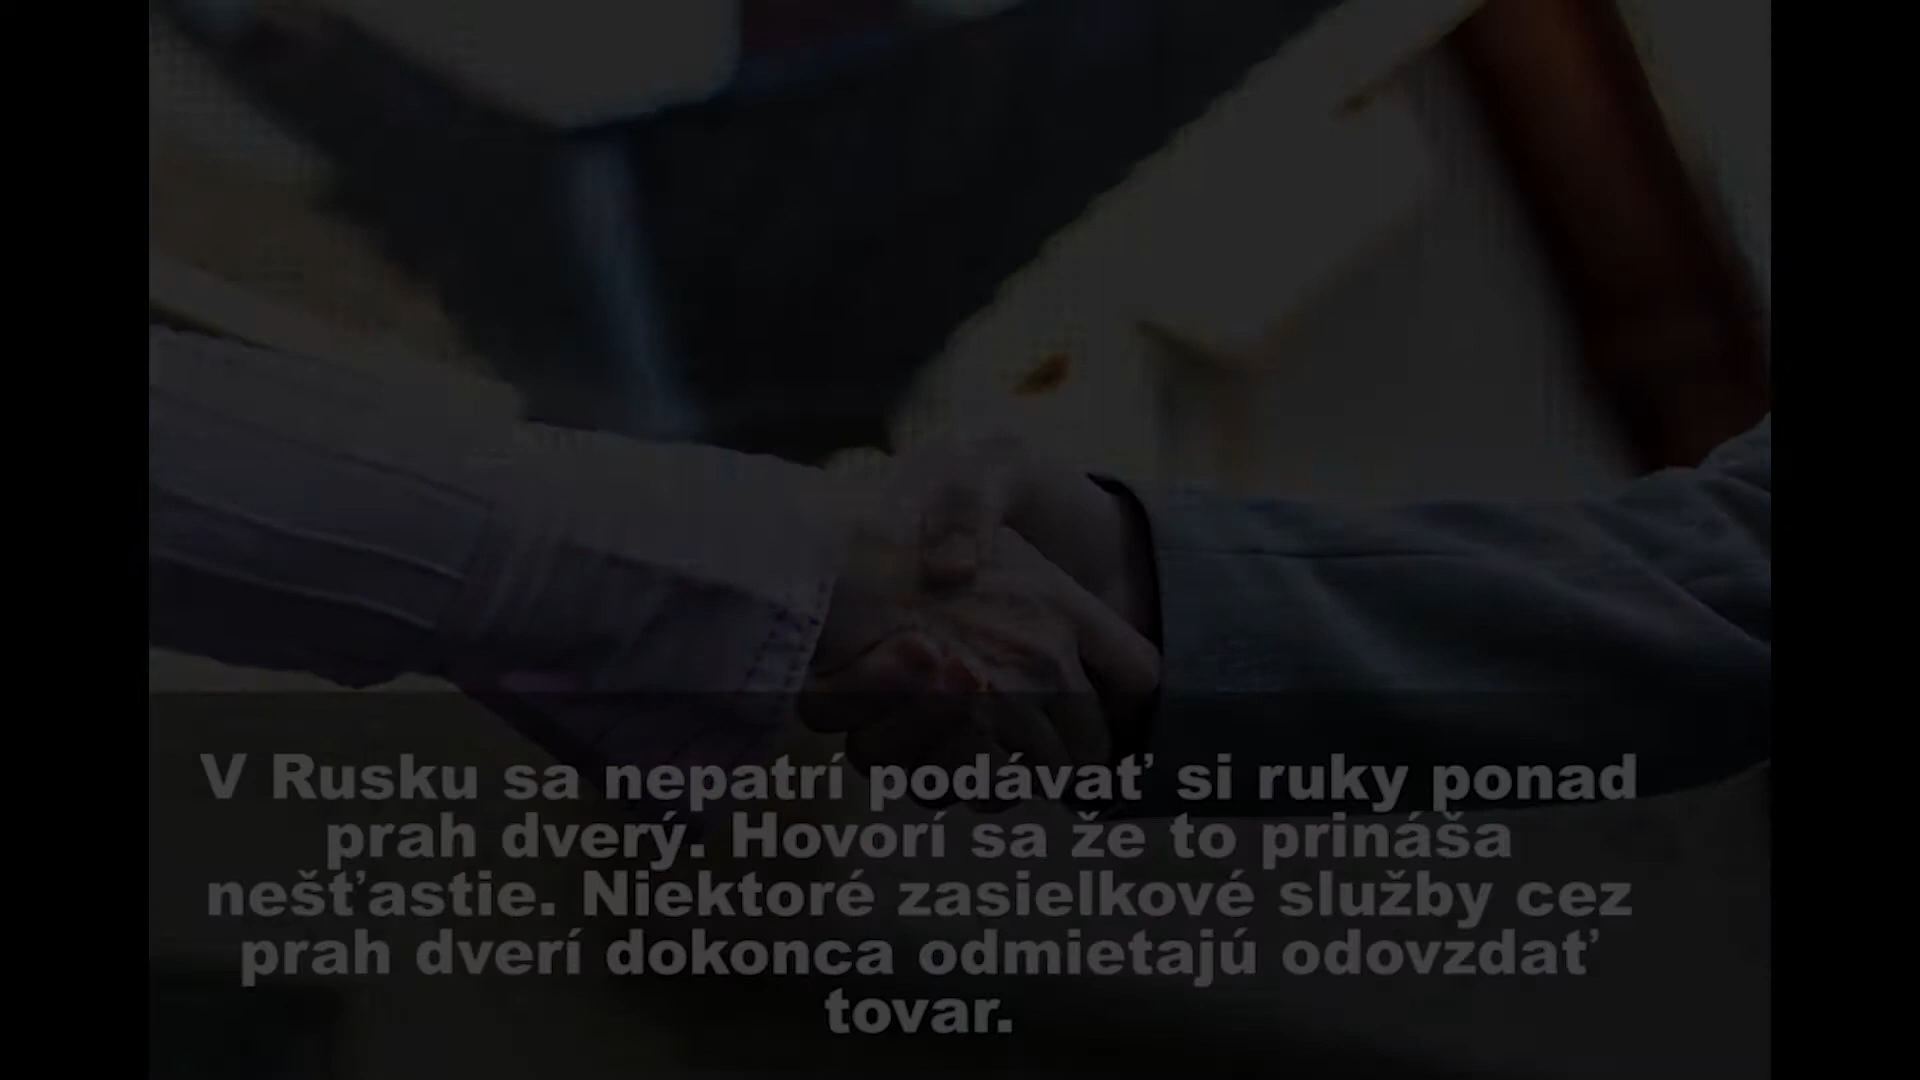 V Rusku sa nepatrí podávať si ruky ponad
prah dverý. Hovorí sa že to prináša
nešťastie. Niektoré zasielkové služby cez
prah dverí dokonca odmietajú odovzdať
tovar.